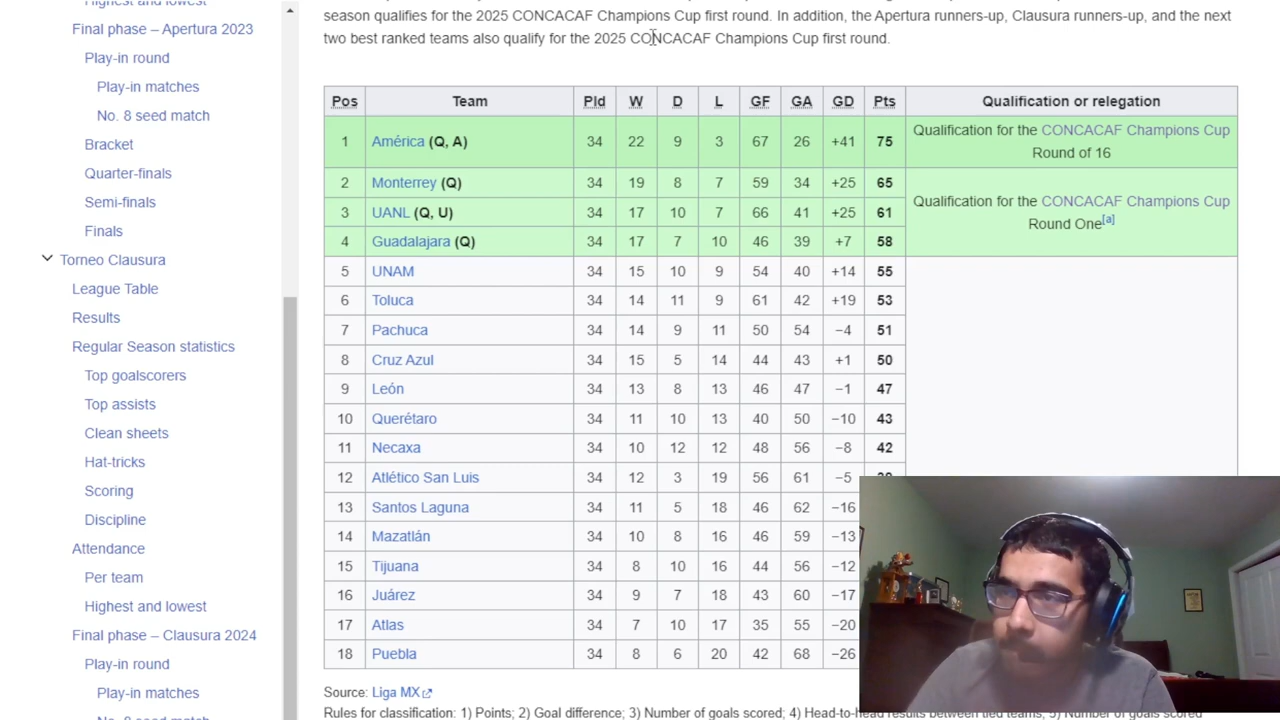 Highest and lowest
Final phase – Apertura 2023
Play-in round
Play-in matches
No. 8 seed match
Bracket
Quarter-finals
Semi-finals
Finals
Torneo Clausura
League Table
Results
Regular Season statistics
Top goalscorers
Top assists
Clean sheets
Hat-tricks
Scoring
Discipline
Attendance
Per team
Highest and lowest
Final phase – Clausura 2024
Play-in round
Play-in matches
No. 8 seed match
season qualifies for the 2025 CONCACAF Champions Cup first round. In addition, the Apertura runners-up, Clausura runners-up, and the next
two best ranked teams also qualify for the 2025 CONCACAF Champions Cup first round.
Pos Team Pld W D L GF GA GD Pts Qualification or relegation
1 América (Q, A) 34 22 9 3 67 26 +41 75 Qualification for the CONCACAF Champions Cup
Round of 16
2 Monterrey (Q) 34 19 8 7 59 34 +25 65
3 UANL (Q, U) 34 17 10 7 66 41 +25 61 Qualification for the CONCACAF Champions Cup
Round One[a]
4 Guadalajara (Q) 34 17 7 10 46 39 +7 58
5 UNAM 34 15 10 9 54 40 +14 55
6 Toluca 34 14 11 9 61 42 +19 53
7 Pachuca 34 14 9 11 50 54 −4 51
8 Cruz Azul 34 15 5 14 44 43 +1 50
9 León 34 13 8 13 46 47 −1 47
10 Querétaro 34 11 10 13 40 50 −10 43
11 Necaxa 34 10 12 12 48 56 −8 42
12 Atlético San Luis 34 12 3 19 56 61 −5
13 Santos Laguna 34 11 5 18 46 62 −16
14 Mazatlán 34 10 8 16 46 59 −13
15 Tijuana 34 8 10 16 44 56 −12
16 Juárez 34 9 7 18 43 60 −17
17 Atlas 34 7 10 17 35 55 −20
18 Puebla 34 8 6 20 42 68 −26
Source: Liga MX
Rules for classification: 1) Points; 2) Goal difference; 3) Number of goals scored; 4) Head-to-head results between tied teams; 5) Number of goals scored